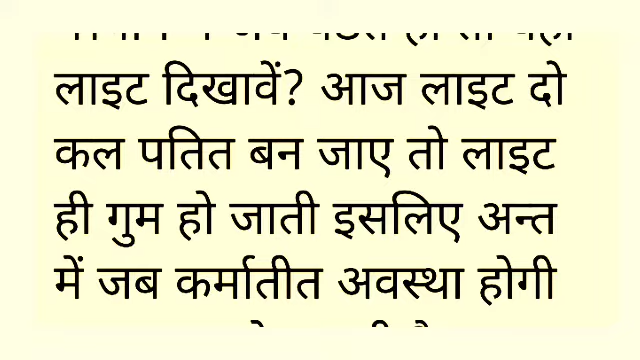 लाइट दिखावें? आज लाइट दो
कल पतित बन जाए तो लाइट
ही गुम हो जाती इसलिए अन्त
में जब कर्मातीत अवस्था होगी